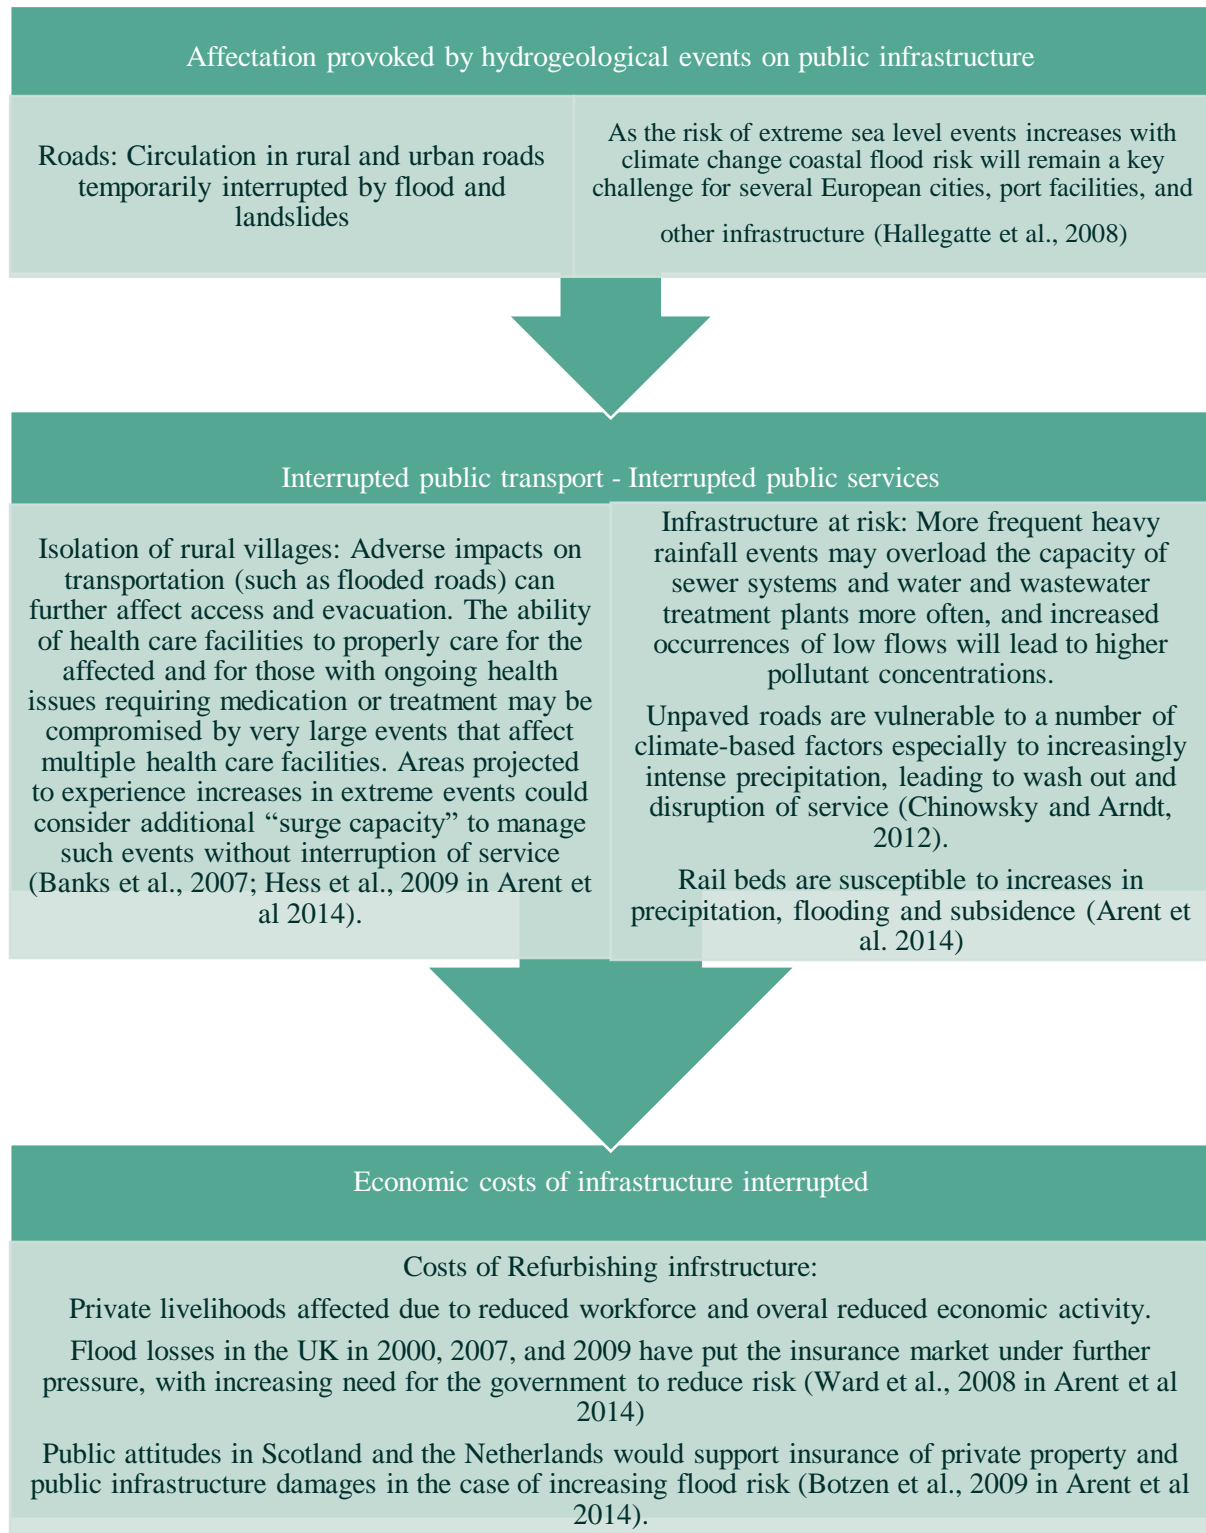 Affectation provoked by hydrogeological events on public infrastructure
Roads: Circulation in rural and urban roads
temporarily interrupted by flood and
landslides
As the risk of extreme sea level events increases with
climate change coastal flood risk will remain a key
challenge for several European cities, port facilities, and
other infrastructure (Hallegatte et al., 2008)
Interrupted public transport - Interrupted public services
Isolation of rural villages: Adverse impacts on
transportation (such as flooded roads) can
further affect access and evacuation. The ability
of health care facilities to properly care for the
affected and for those with ongoing health
issues requiring medication or treatment may be
compromised by very large events that affect
multiple health care facilities. Areas projected
to experience increases in extreme events could
consider additional “surge capacity” to manage
such events without interruption of service
(Banks et al., 2007; Hess et al., 2009 in Arent et
al 2014).
Infrastructure at risk: More frequent heavy
rainfall events may overload the capacity of
sewer systems and water and wastewater
treatment plants more often, and increased
occurrences of low flows will lead to higher
pollutant concentrations.
Unpaved roads are vulnerable to a number of
climate-based factors especially to increasingly
intense precipitation, leading to wash out and
disruption of service (Chinowsky and Arndt,
2012).
Rail beds are susceptible to increases in
precipitation, flooding and subsidence (Arent et
al. 2014)
Economic costs of infrastructure interrupted
Costs of Refurbishing infrstructure:
Private livelihoods affected due to reduced workforce and overal reduced economic activity.
Flood losses in the UK in 2000, 2007, and 2009 have put the insurance market under further
pressure, with increasing need for the government to reduce risk (Ward et al., 2008 in Arent et al
2014)
Public attitudes in Scotland and the Netherlands would support insurance of private property and
public infrastructure damages in the case of increasing flood risk (Botzen et al., 2009 in Arent et al
2014).